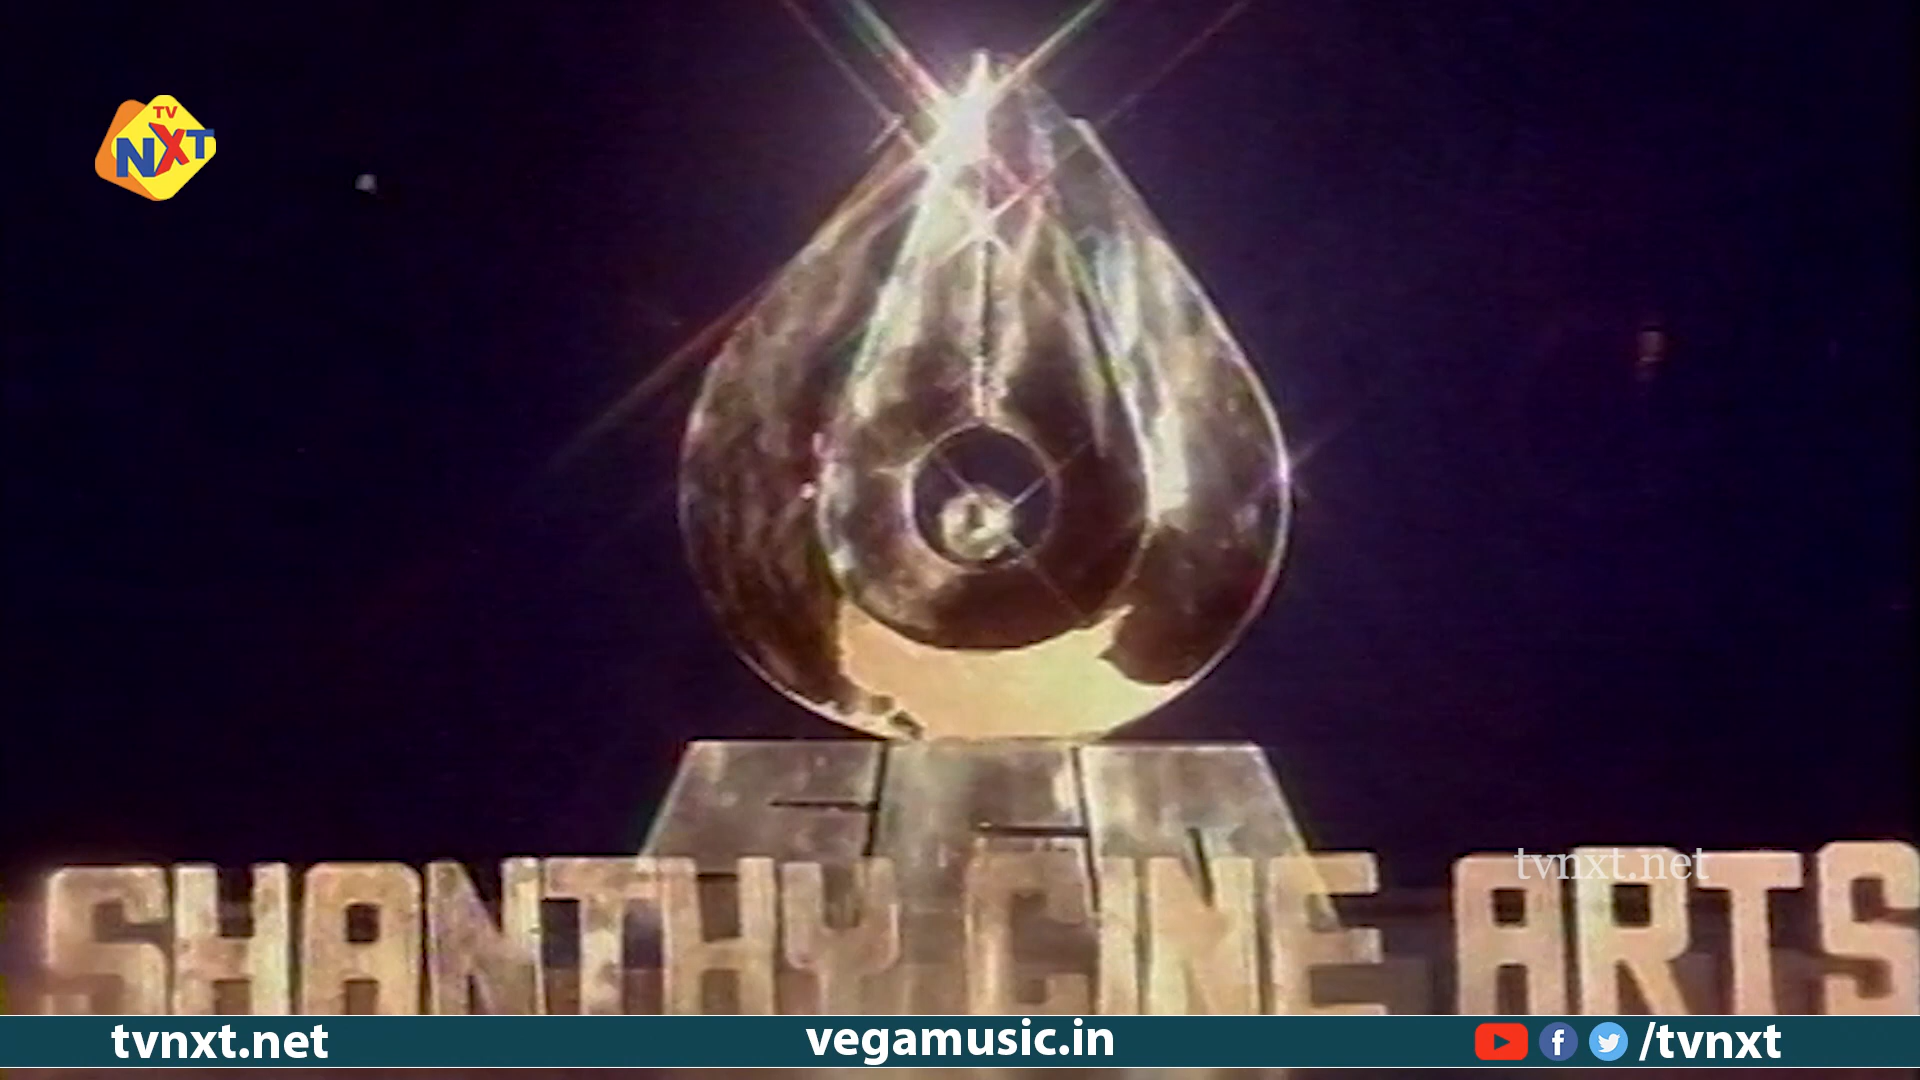 TV
NXT
SHANTHY CINE ARTS
tvnxt.net
tvnxt.net
vegamusic.in
/tvnxt